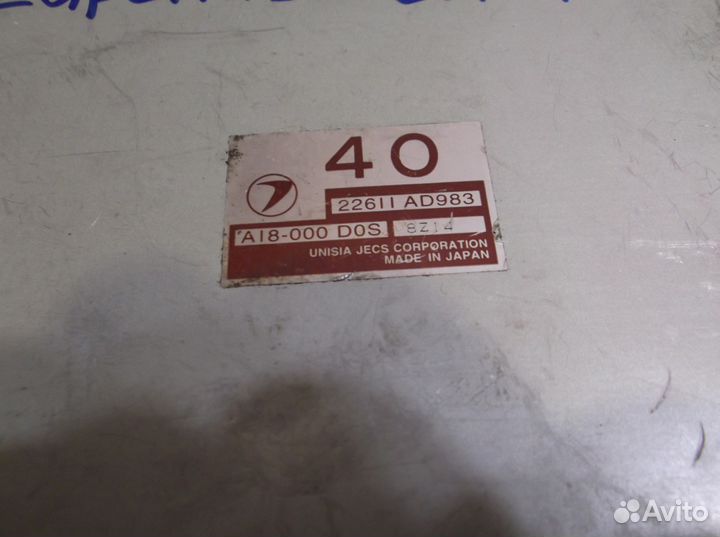 40
22611 AD983
A18-000 D0S 8Z14
UNISIA JECS CORPORATION
MADE IN JAPAN
Avito